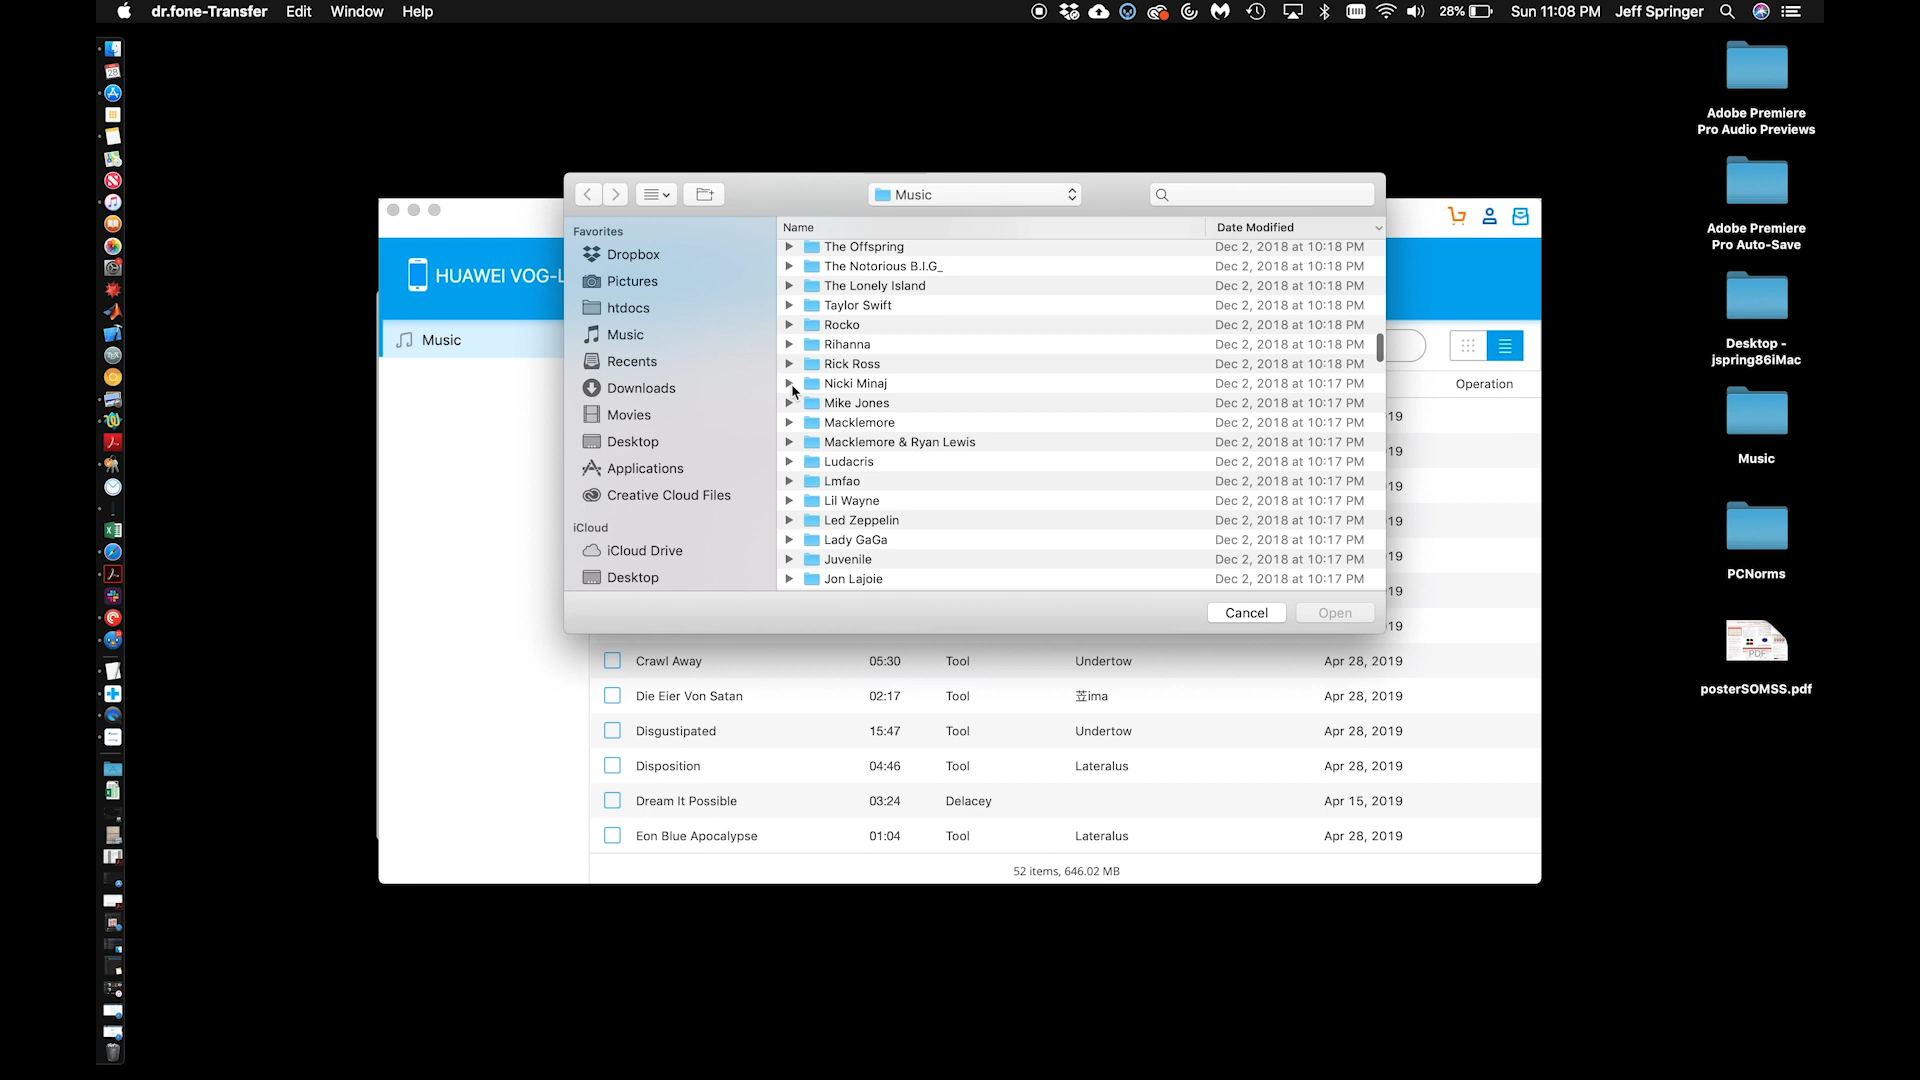 dr.fone-Transfer Edit Window Help
28% Sun 11:08 PM Jeff Springer
Adobe Premiere
Pro Audio Previews
Adobe Premiere
Pro Auto-Save
Desktop -
jspring86iMac
Music
PCNorms
PDF
posterSOMSS.pdf
HUAWEI VOG-L
Music
Music
Favorites
Dropbox
Pictures
htdocs
Music
Recents
Downloads
Movies
Desktop
Applications
Creative Cloud Files
iCloud
iCloud Drive
Desktop
Name Date Modified
The Offspring Dec 2, 2018 at 10:18 PM
The Notorious B.I.G_ Dec 2, 2018 at 10:18 PM
The Lonely Island Dec 2, 2018 at 10:18 PM
Taylor Swift Dec 2, 2018 at 10:18 PM
Rocko Dec 2, 2018 at 10:18 PM
Rihanna Dec 2, 2018 at 10:18 PM
Rick Ross Dec 2, 2018 at 10:18 PM
Nicki Minaj Dec 2, 2018 at 10:17 PM
Mike Jones Dec 2, 2018 at 10:17 PM
Macklemore Dec 2, 2018 at 10:17 PM
Macklemore & Ryan Lewis Dec 2, 2018 at 10:17 PM
Ludacris Dec 2, 2018 at 10:17 PM
Lmfao Dec 2, 2018 at 10:17 PM
Lil Wayne Dec 2, 2018 at 10:17 PM
Led Zeppelin Dec 2, 2018 at 10:17 PM
Lady GaGa Dec 2, 2018 at 10:17 PM
Juvenile Dec 2, 2018 at 10:17 PM
Jon Lajoie Dec 2, 2018 at 10:17 PM
Cancel Open
Operation
19
19
19
19
19
19
19
Crawl Away 05:30 Tool Undertow Apr 28, 2019
Die Eier Von Satan 02:17 Tool 苙ima Apr 28, 2019
Disgustipated 15:47 Tool Undertow Apr 28, 2019
Disposition 04:46 Tool Lateralus Apr 28, 2019
Dream It Possible 03:24 Delacey Apr 15, 2019
Eon Blue Apocalypse 01:04 Tool Lateralus Apr 28, 2019
52 items, 646.02 MB